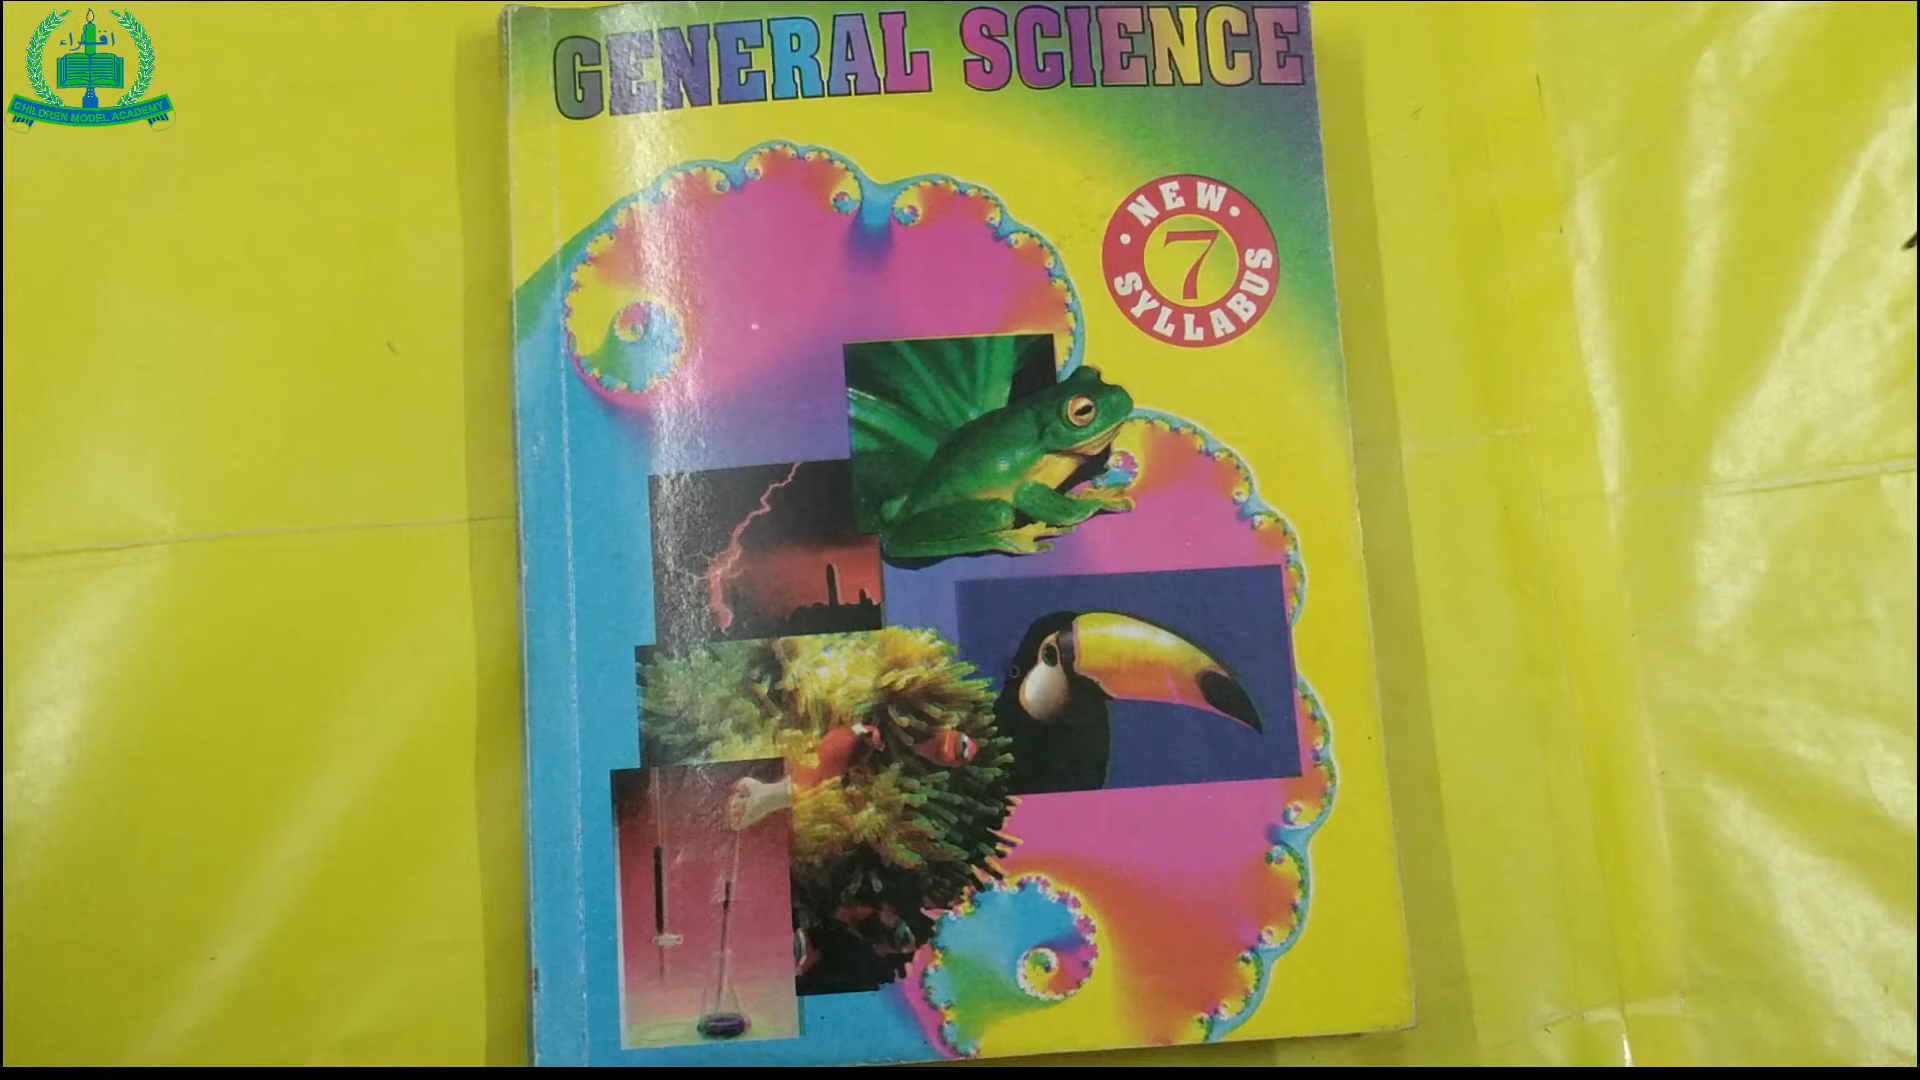 اقراء
CHILDREN MODEL ACADEMY
GENERAL SCIENCE
NEW
7
SYLLABUS